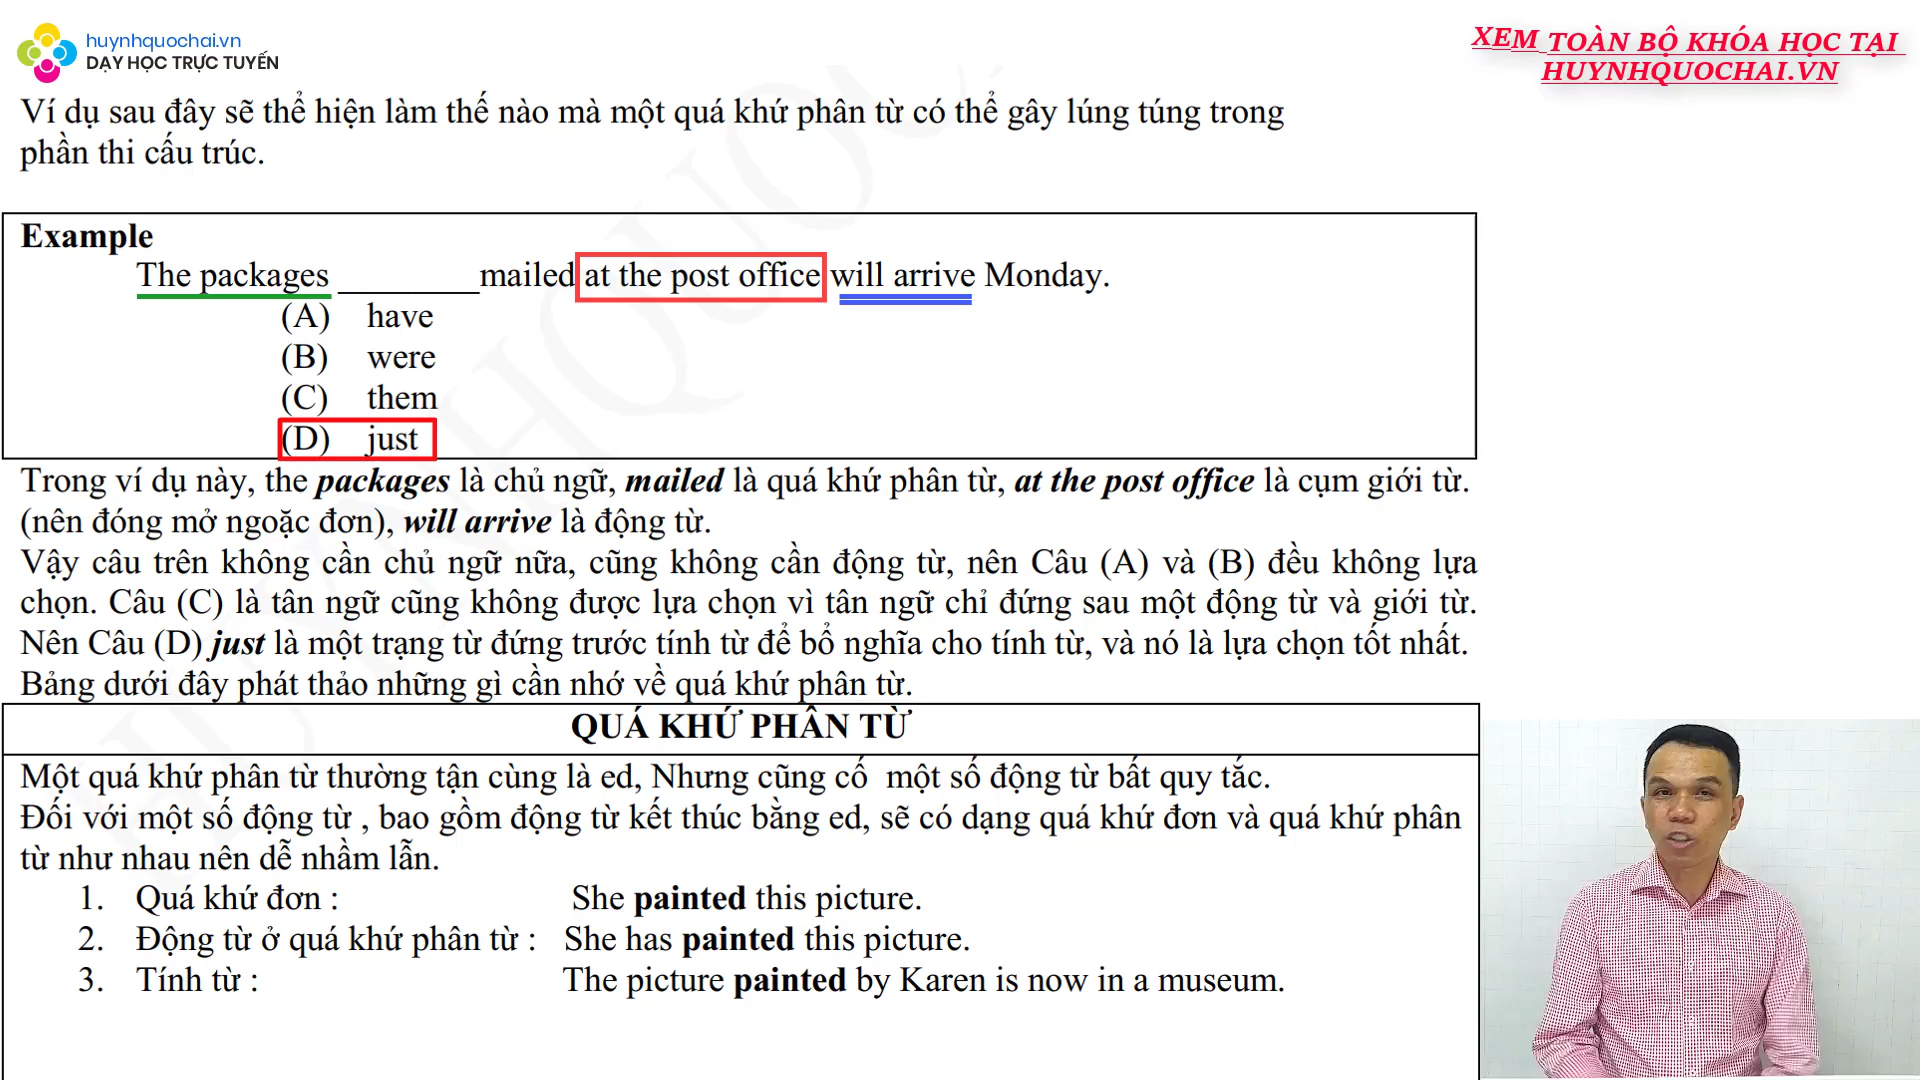 huynhquochai.vn
DẠY HỌC TRỰC TUYẾN
XEM TOÀN BỘ KHÓA HỌC TẠI
HUYNHQUOCHAI.VN
Ví dụ sau đây sẽ thể hiện làm thế nào mà một quá khứ phân từ có thể gây lúng túng trong
phần thi cấu trúc.
Example
The packages ________mailed at the post office will arrive Monday.
(A) have
(B) were
(C) them
(D) just
Trong ví dụ này, the packages là chủ ngữ, mailed là quá khứ phân từ, at the post office là cụm giới từ.
(nên đóng mở ngoặc đơn), will arrive là động từ.
Vậy câu trên không cần chủ ngữ nữa, cũng không cần động từ, nên Câu (A) và (B) đều không lựa
chọn. Câu (C) là tân ngữ cũng không được lựa chọn vì tân ngữ chỉ đứng sau một động từ và giới từ.
Nên Câu (D) just là một trạng từ đứng trước tính từ để bổ nghĩa cho tính từ, và nó là lựa chọn tốt nhất.
Bảng dưới đây phát thảo những gì cần nhớ về quá khứ phân từ.
QUÁ KHỨ PHÂN TỪ
Một quá khứ phân từ thường tận cùng là ed, Nhưng cũng cố một số động từ bất quy tắc.
Đối với một số động từ , bao gồm động từ kết thúc bằng ed, sẽ có dạng quá khứ đơn và quá khứ phân
từ như nhau nên dễ nhầm lẫn.
1. Quá khứ đơn : She painted this picture.
2. Động từ ở quá khứ phân từ : She has painted this picture.
3. Tính từ : The picture painted by Karen is now in a museum.